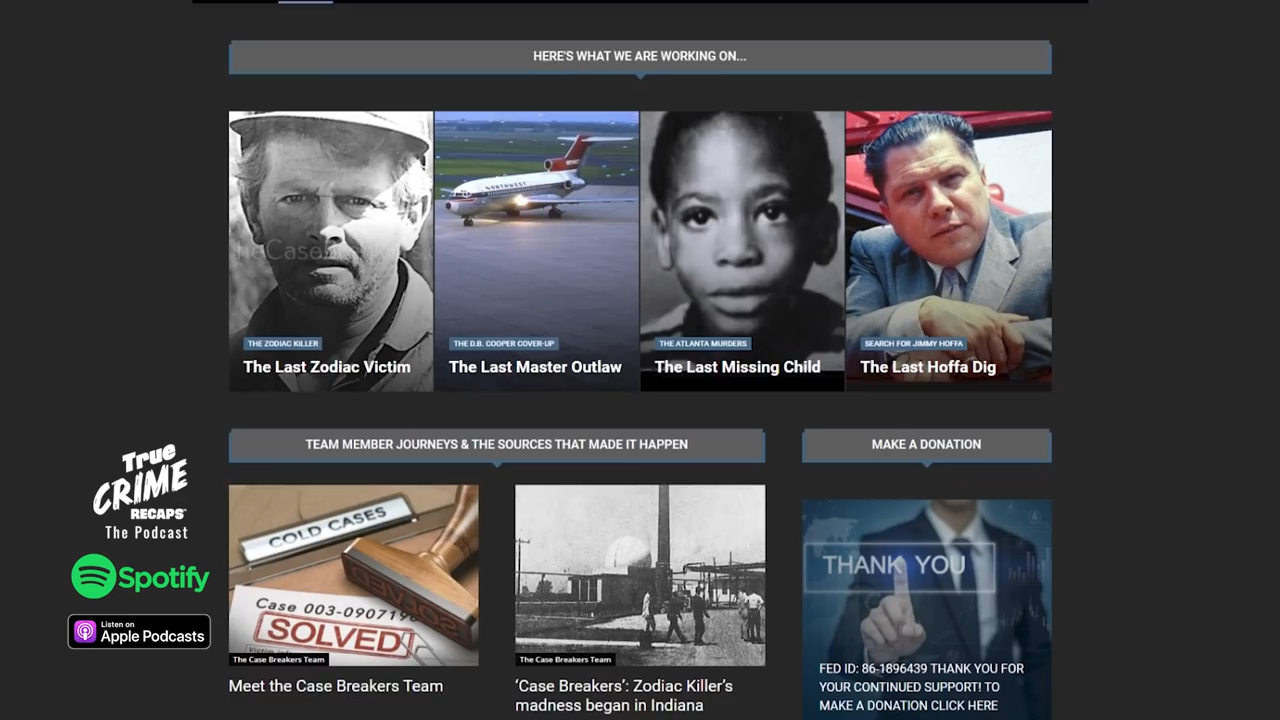 HERE'S WHAT WE ARE WORKING ON...
NORTHWEST
THE ZODIAC KILLER
The Last Zodiac Victim
THE D.B. COOPER COVER-UP
The Last Master Outlaw
THE ATLANTA MURDERS
The Last Missing Child
SEARCH FOR JIMMY HOFFA
The Last Hoffa Dig
TEAM MEMBER JOURNEYS & THE SOURCES THAT MADE IT HAPPEN
MAKE A DONATION
True
CRIME
RECAPS
The Podcast
Spotify
Listen on
Apple Podcasts
COLD CASES
Case 003-090719
SOLVED!
The Case Breakers Team
Meet the Case Breakers Team
The Case Breakers Team
‘Case Breakers’: Zodiac Killer’s
madness began in Indiana
THANK YOU
FED ID: 86-1896439 THANK YOU FOR
YOUR CONTINUED SUPPORT! TO
MAKE A DONATION CLICK HERE